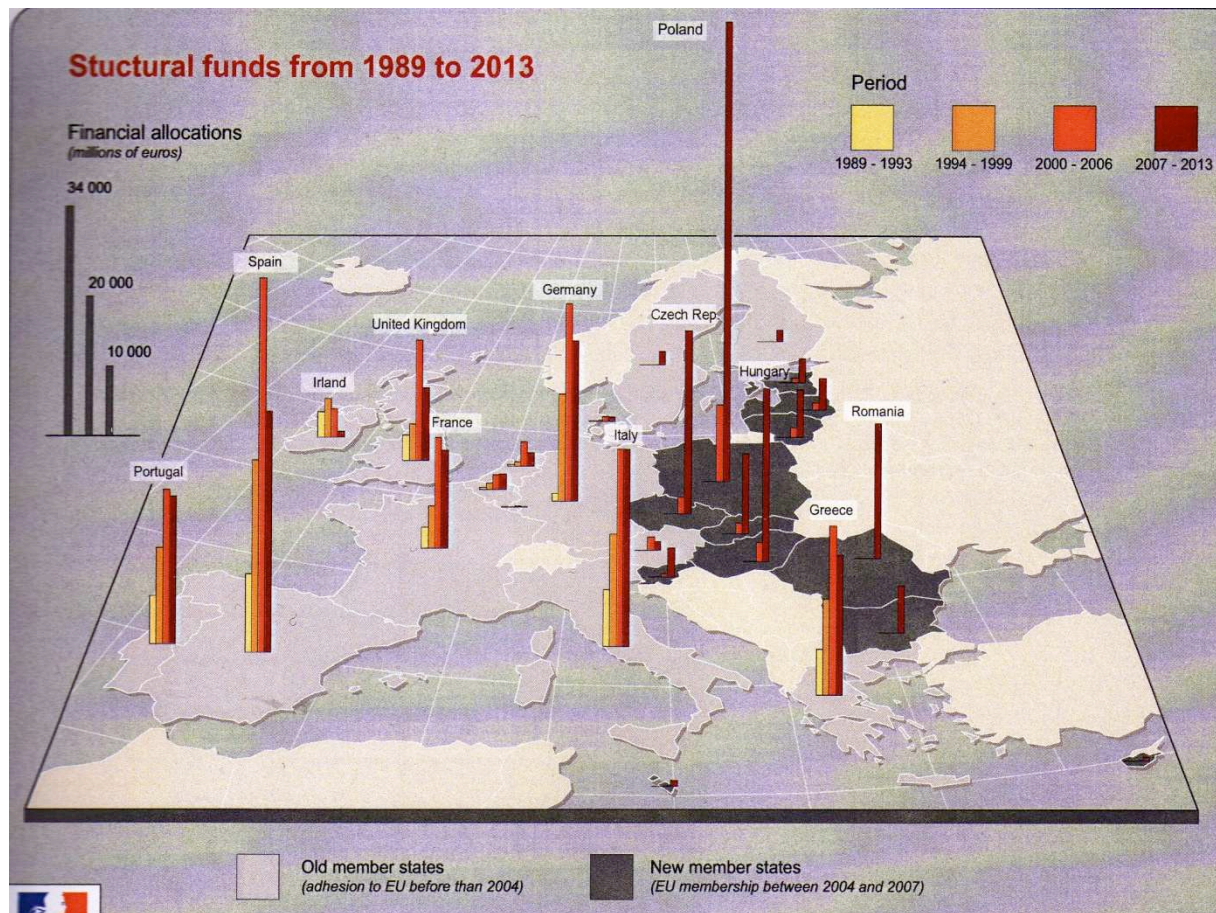 Stuctural funds from 1989 to 2013
Financial allocations
(millions of euros)
34 000
20 000
10 000
Period
1989 - 1993
1994 - 1999
2000 - 2006
2007 - 2013
Poland
Spain
Germany
United Kingdom
Czech Rep.
Irland
France
Hungary
Italy
Romania
Portugal
Greece
Old member states
(adhesion to EU before than 2004)
New member states
(EU membership between 2004 and 2007)